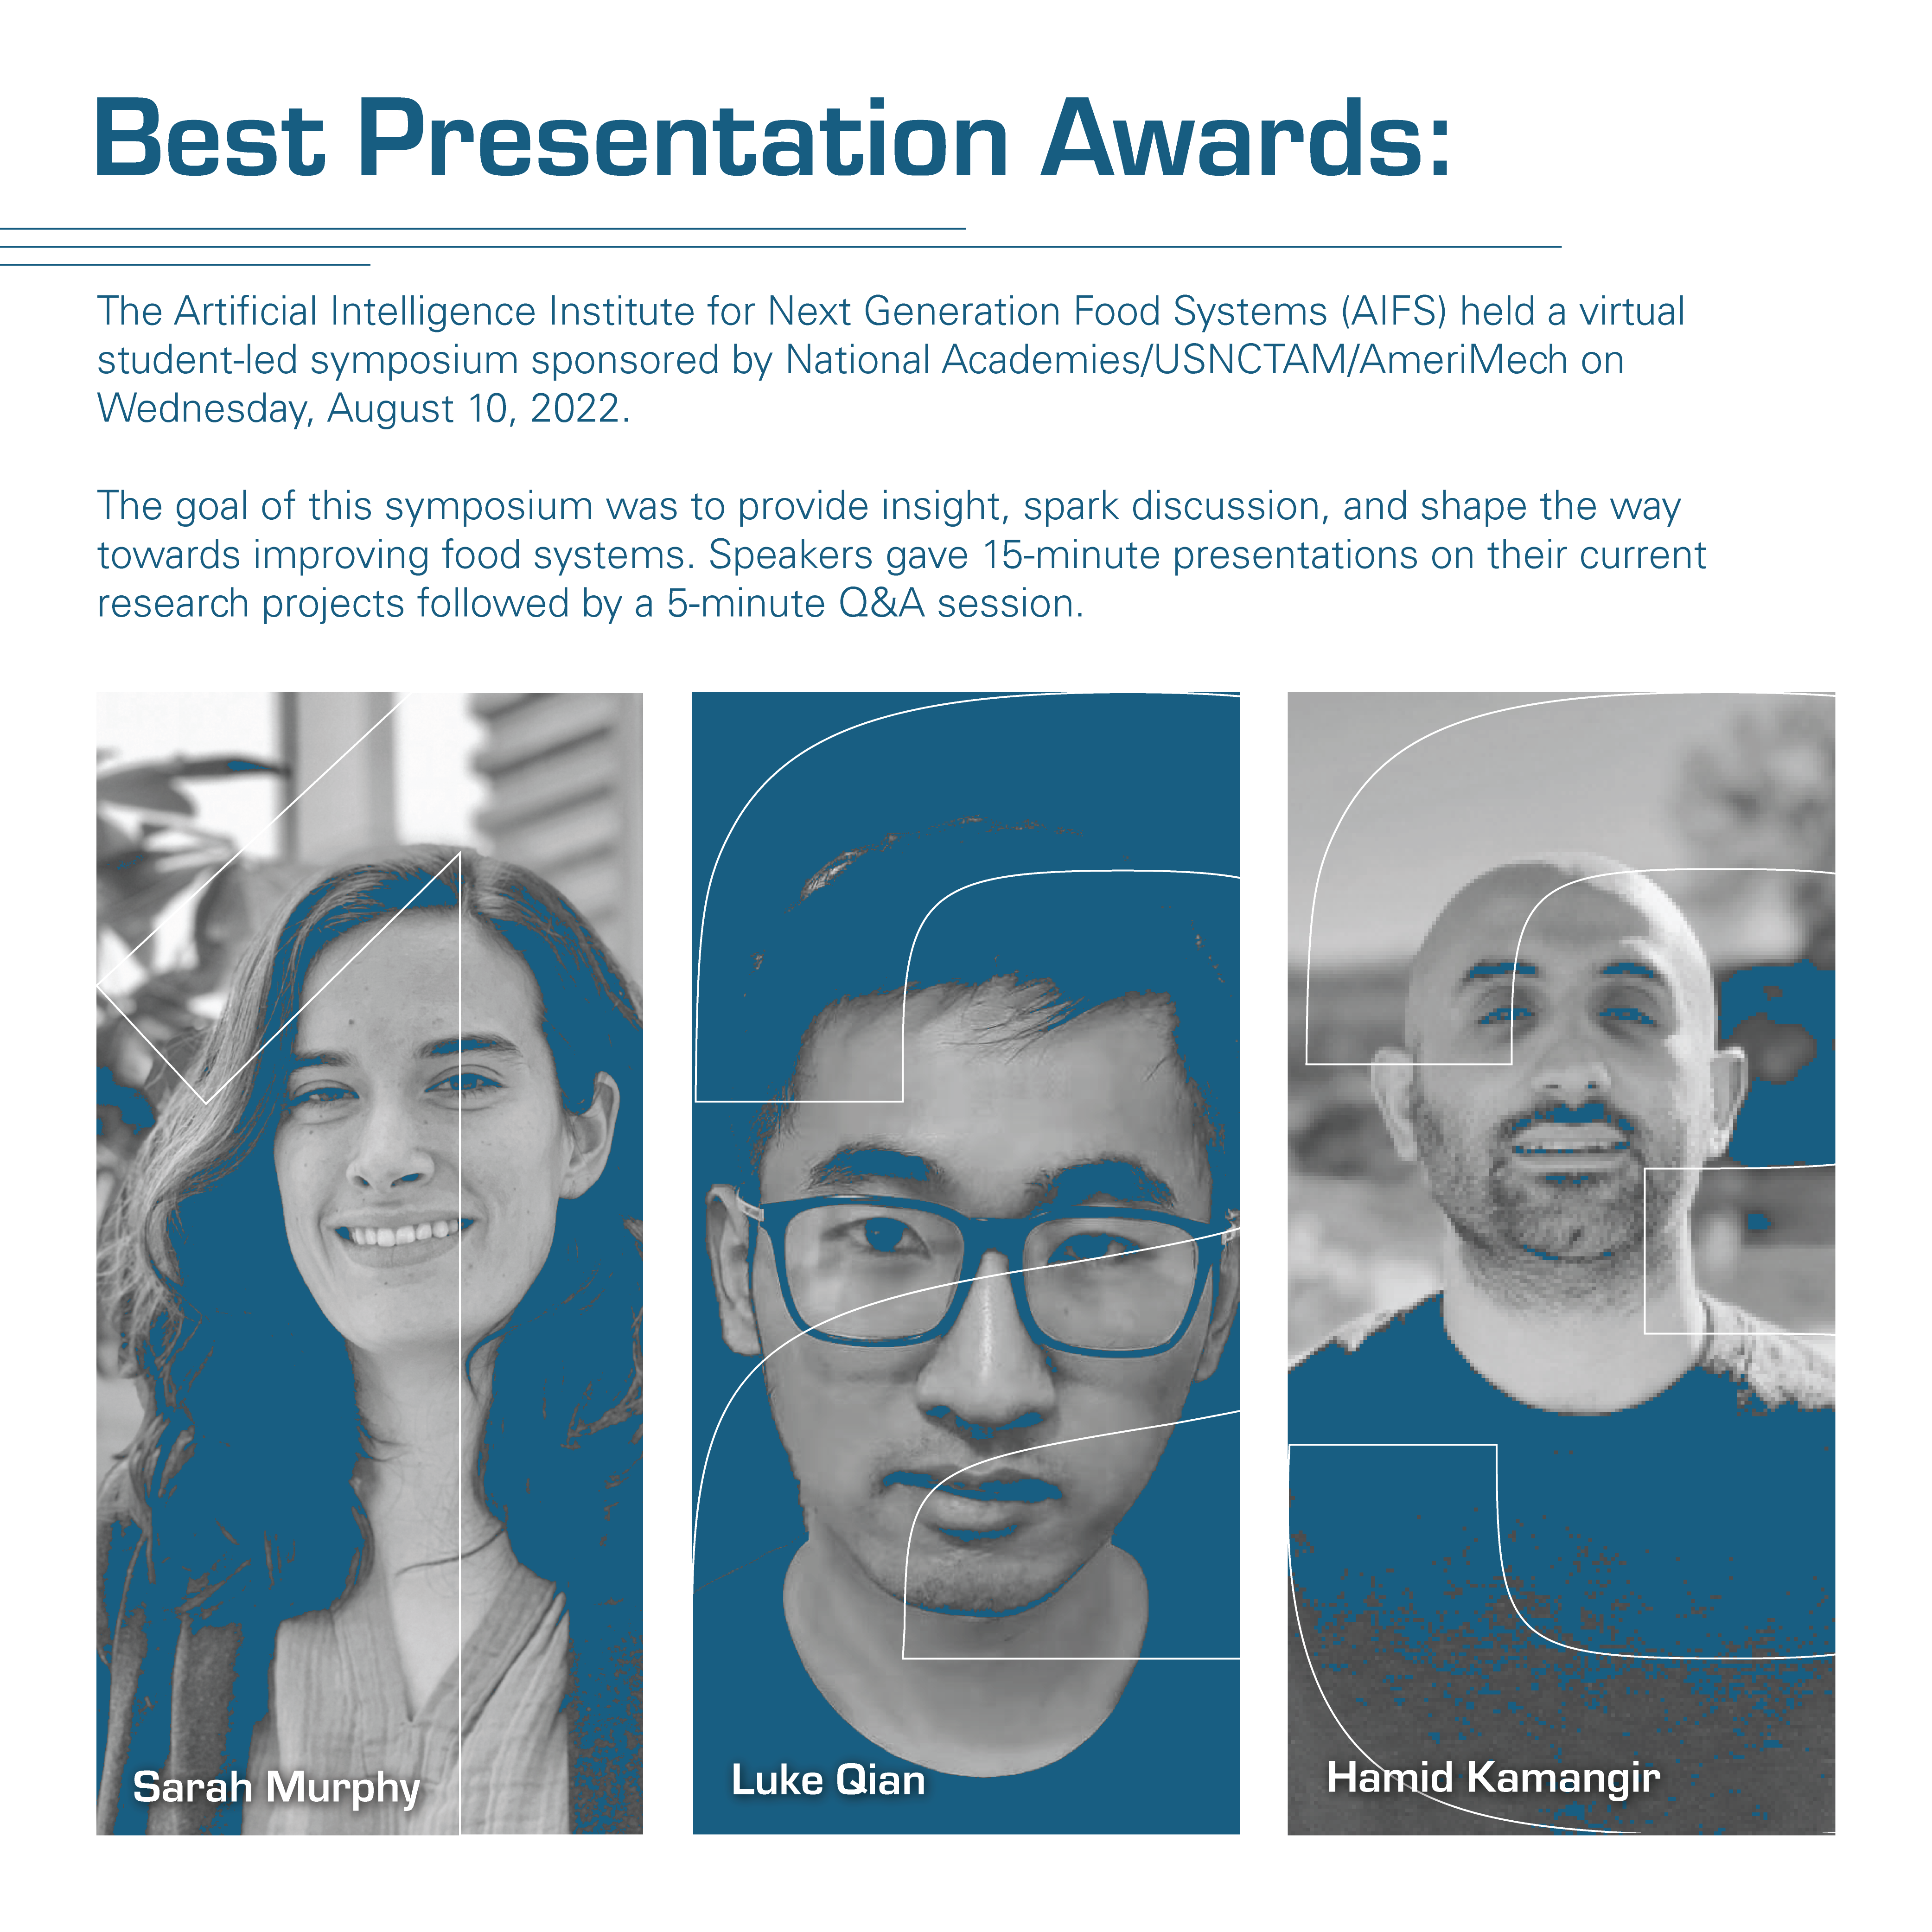 Best Presentation Awards:
The Artificial Intelligence Institute for Next Generation Food Systems (AIFS) held a virtual
student-led symposium sponsored by National Academies/USNCTAM/AmeriMech on
Wednesday, August 10, 2022.
The goal of this symposium was to provide insight, spark discussion, and shape the way
towards improving food systems. Speakers gave 15-minute presentations on their current
research projects followed by a 5-minute Q&A session.
1
2
3
Sarah Murphy
Luke Qian
Hamid Kamangir